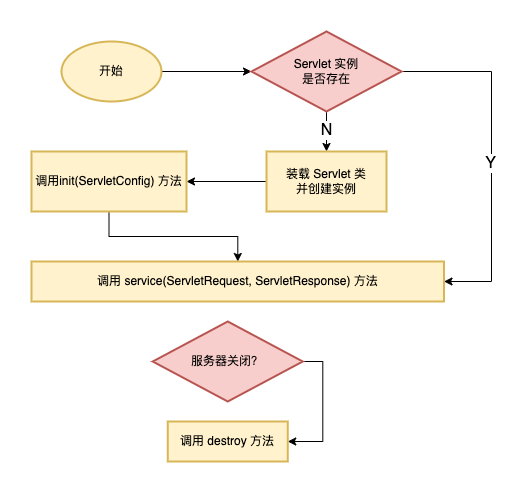 开始
Servlet 实例
是否存在
N
Y
装载 Servlet 类
并创建实例
调用init(ServletConfig) 方法
调用 service(ServletRequest, ServletResponse) 方法
服务器关闭?
调用 destroy 方法